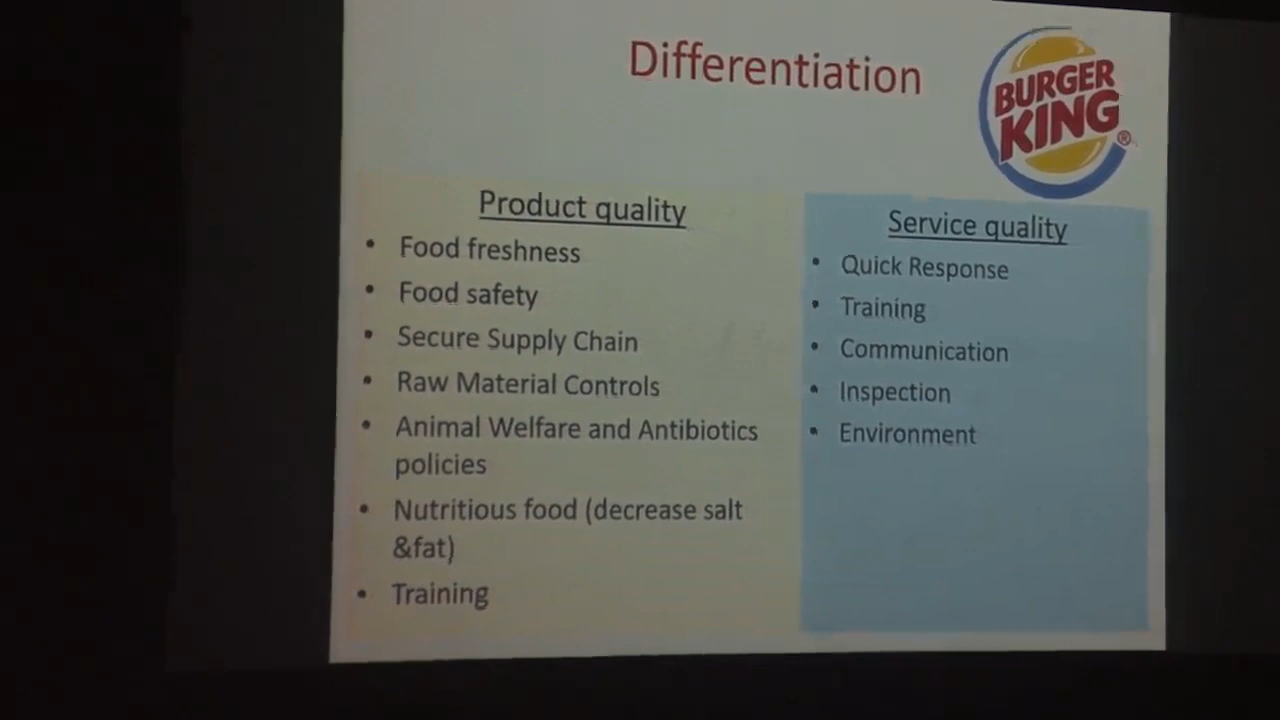 Differentiation
BURGER
KING
®
Product quality
• Food freshness
• Food safety
• Secure Supply Chain
• Raw Material Controls
• Animal Welfare and Antibiotics
policies
• Nutritious food (decrease salt
&fat)
• Training
Service quality
• Quick Response
• Training
• Communication
• Inspection
• Environment